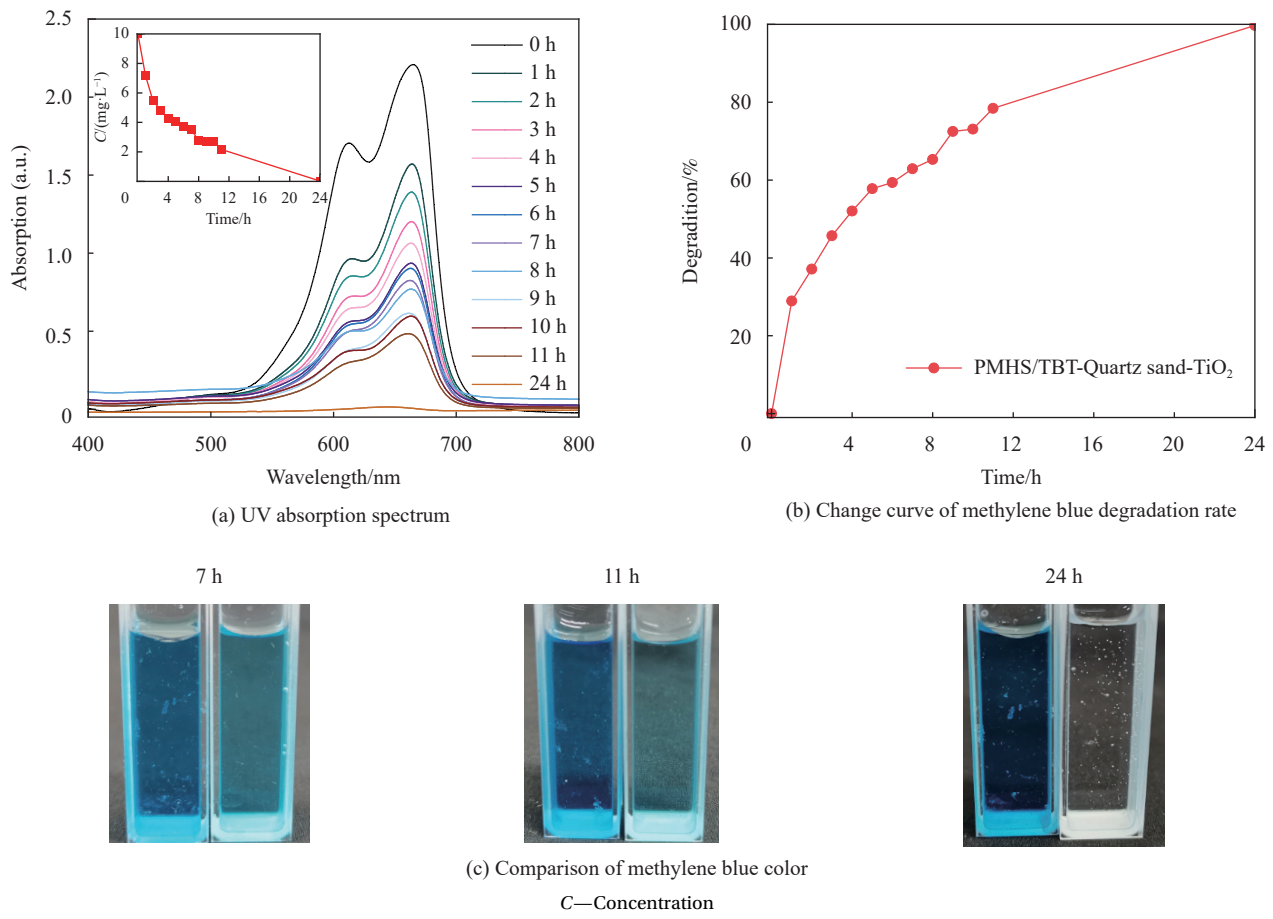 2.5
2.0
1.5
1.0
0.5
0
Absorption (a.u.)
400
500
600
700
800
Wavelength/nm
10
8
6
4
2
0
C/(mg·L⁻¹)
4
8
12
16
20
24
Time/h
0 h
1 h
2 h
3 h
4 h
5 h
6 h
7 h
8 h
9 h
10 h
11 h
24 h
(a) UV absorption spectrum
100
80
60
40
20
0
Degradition/%
4
8
12
16
20
24
Time/h
PMHS/TBT-Quartz sand-TiO₂
(b) Change curve of methylene blue degradation rate
7 h
11 h
24 h
(c) Comparison of methylene blue color
C—Concentration